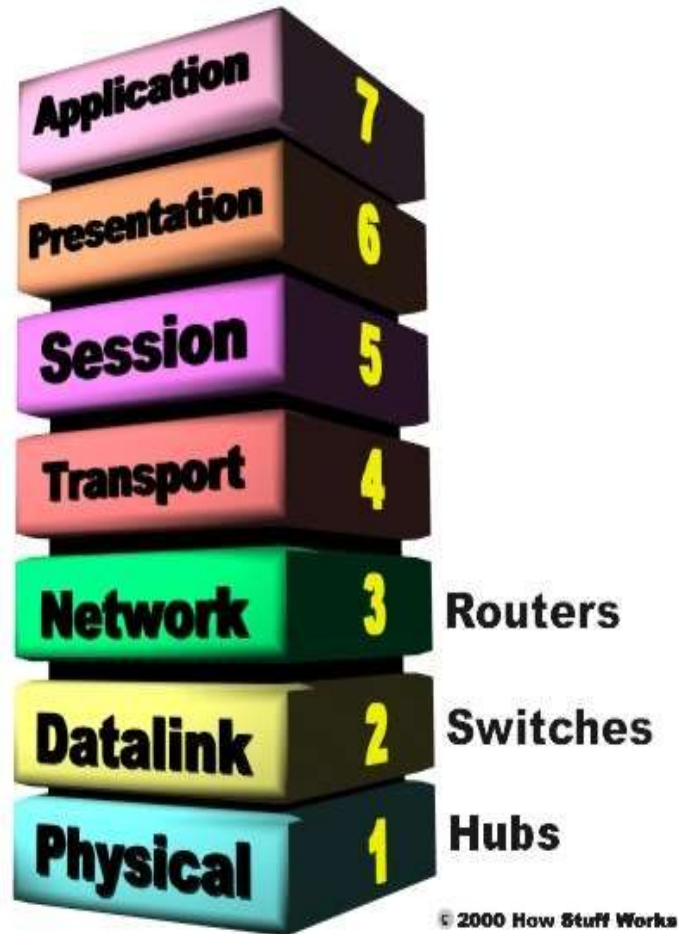 Application 7
Presentation 6
Session 5
Transport 4
Network 3 Routers
Datalink 2 Switches
Physical 1 Hubs
© 2000 How Stuff Works